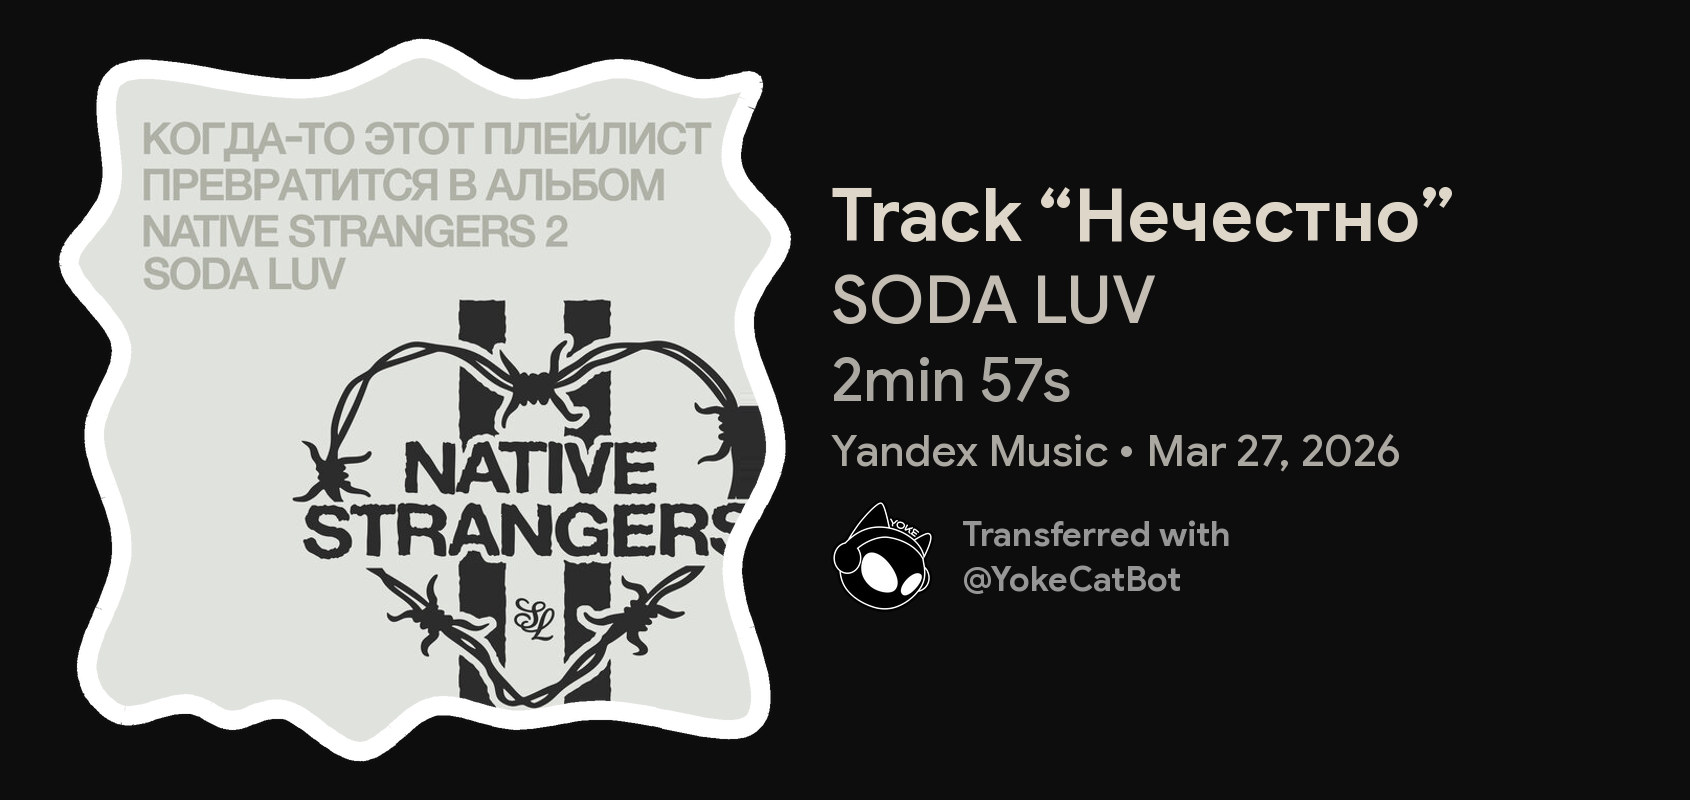 КОГДА-ТО ЭТОТ ПЛЕЙЛИСТ
ПРЕВРАТИТСЯ В АЛЬБОМ
NATIVE STRANGERS 2
SODA LUV
NATIVE
STRANGERS
SL
Track “Нечестно”
SODA LUV
2min 57s
Yandex Music • Mar 27, 2026
YOKE
Transferred with
@YokeCatBot